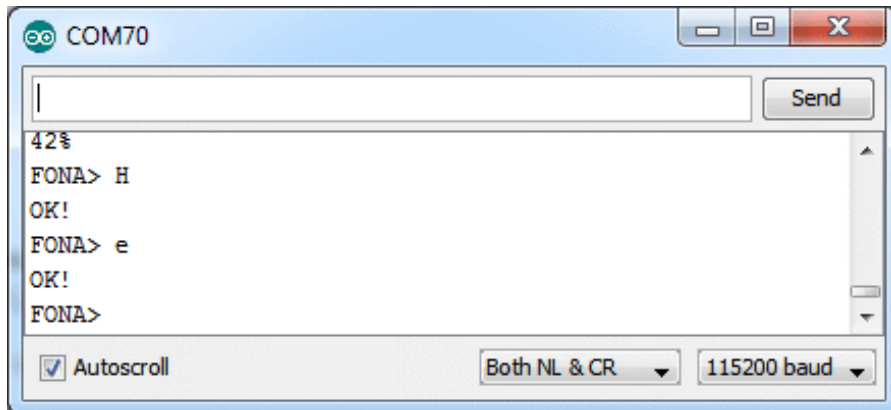 COM70
Send
42%
FONA> H
OK!
FONA> e
OK!
FONA>
Autoscroll
Both NL & CR
115200 baud